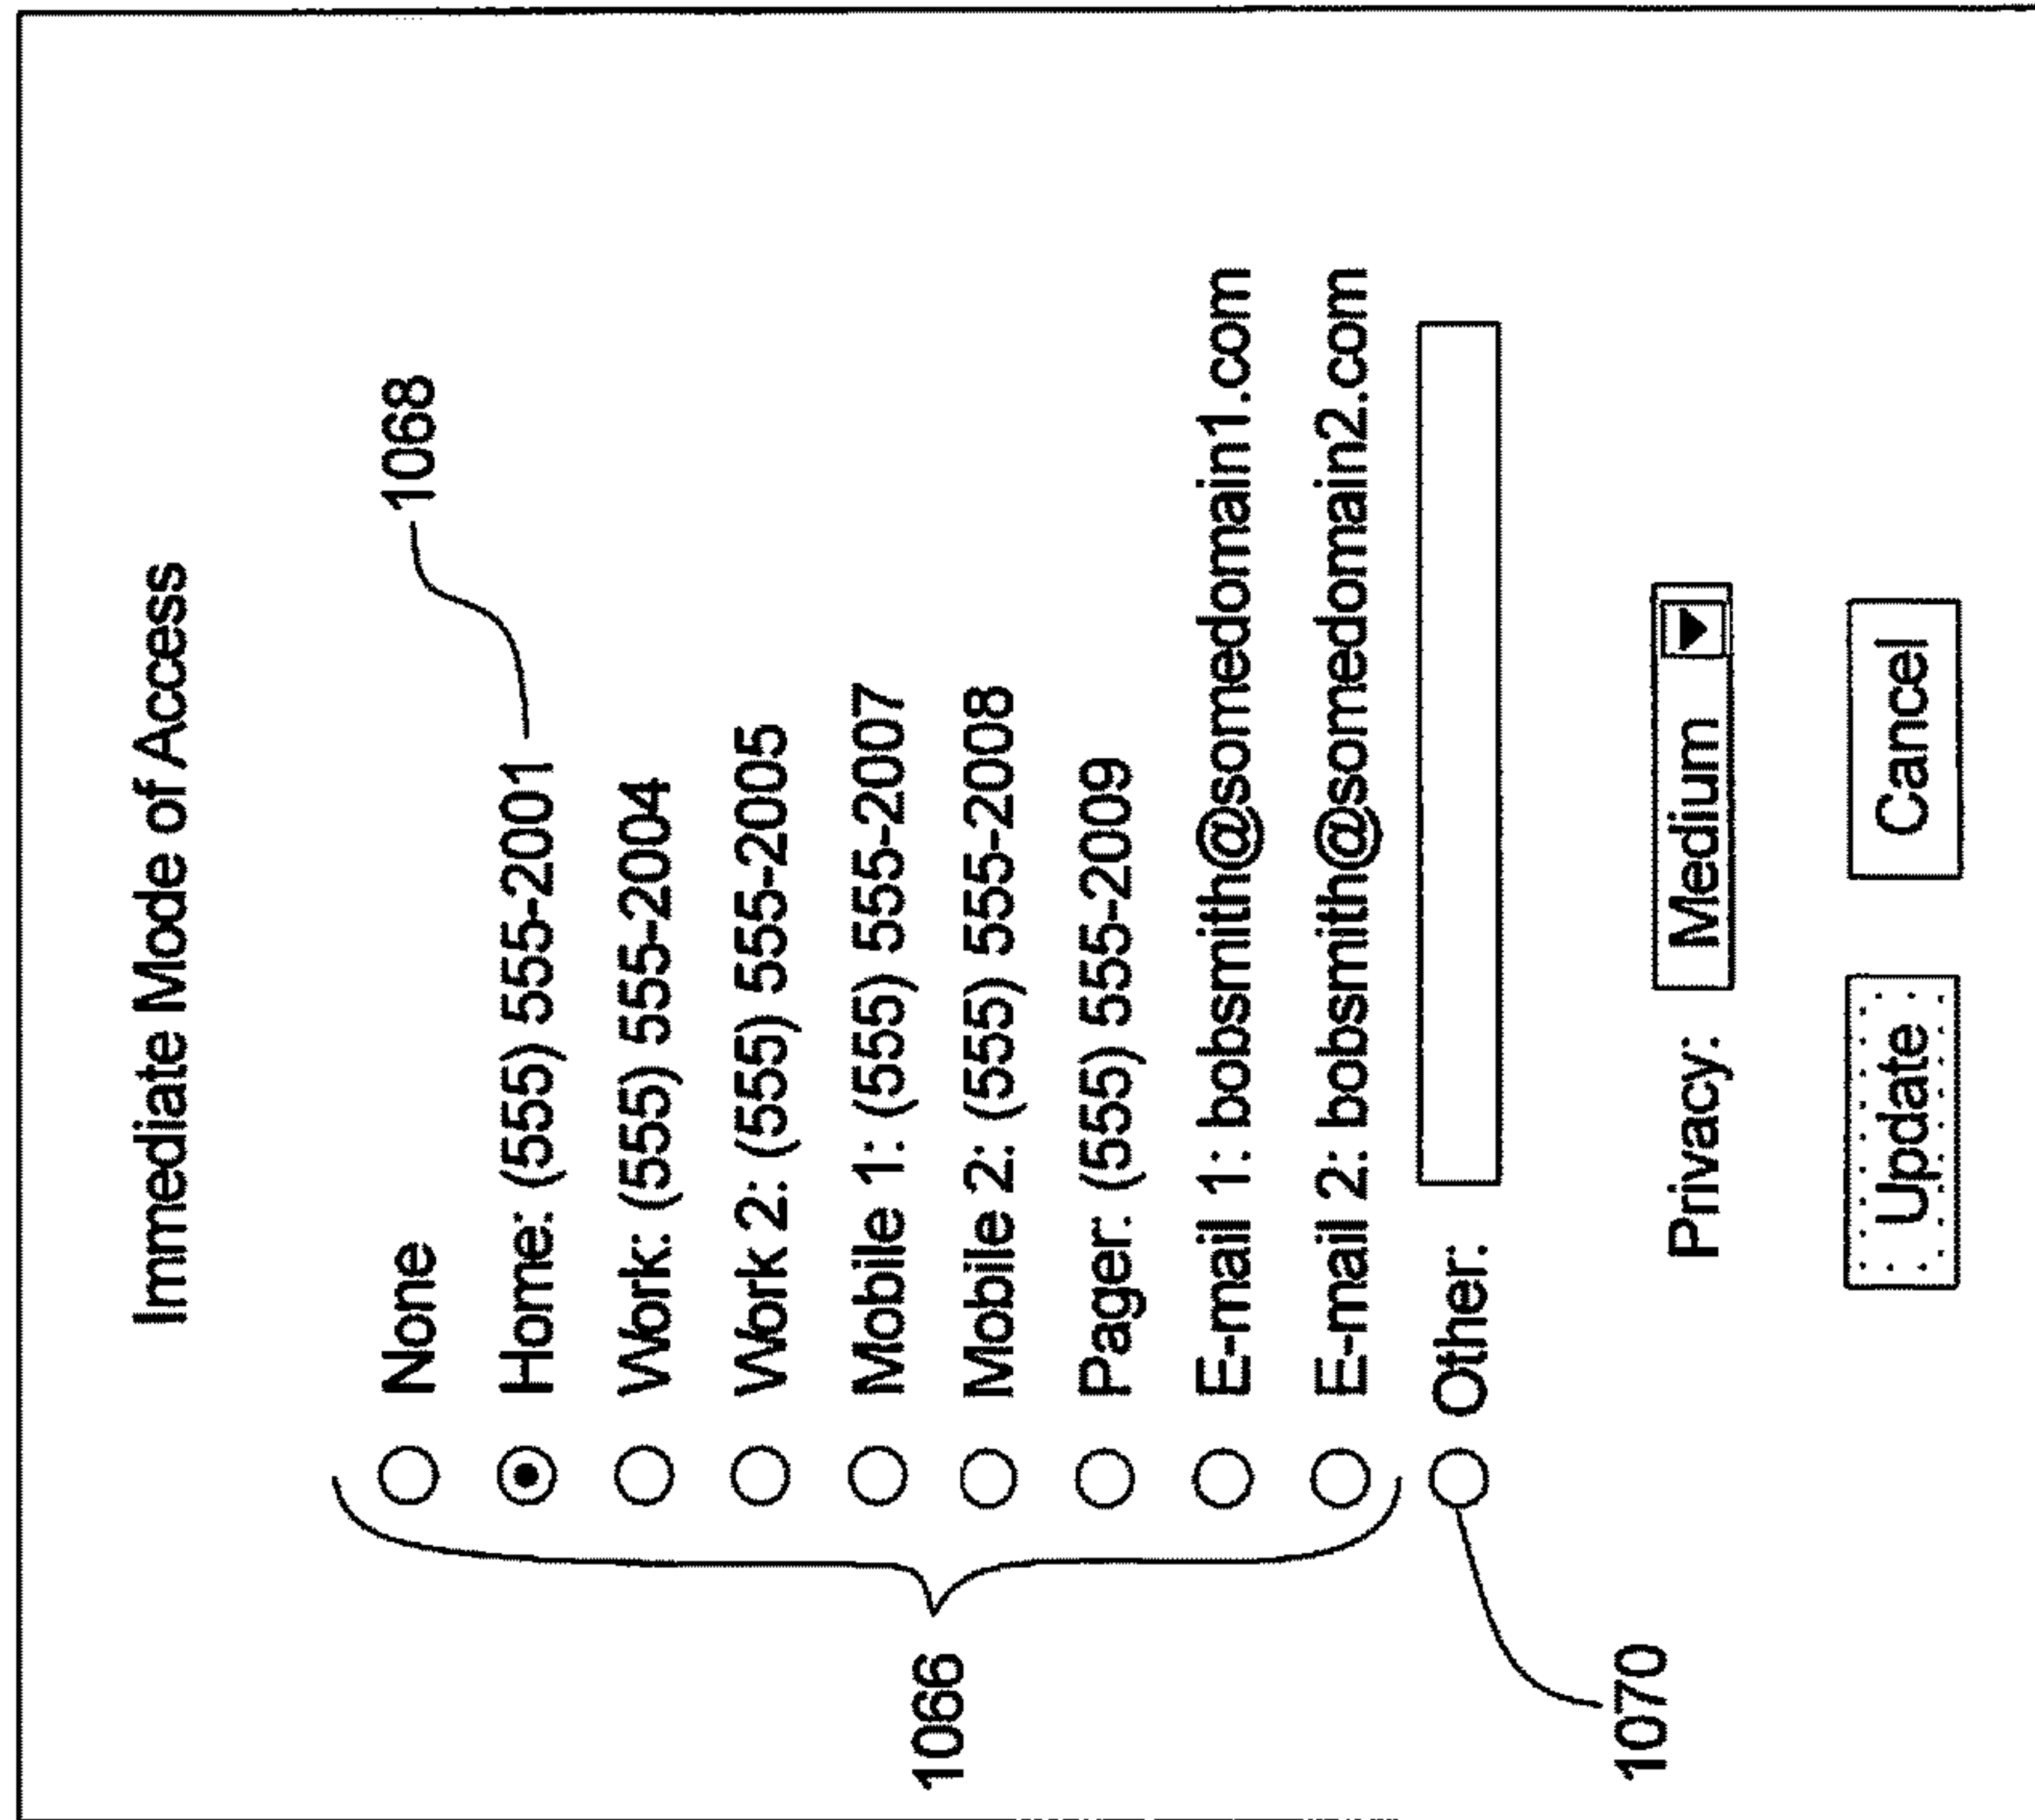 Immediate Mode of Access
None
1068
Home: (555) 555-2001
Work: (555) 555-2004
Work 2: (555) 555-2005
Mobile 1: (555) 555-2007
1066
Mobile 2: (555) 555-2008
Pager: (555) 555-2009
E-mail 1: bobsmith@somedomain1.com
E-mail 2: bobsmith@somedomain2.com
Other:
1070
Privacy: Medium
Update Cancel